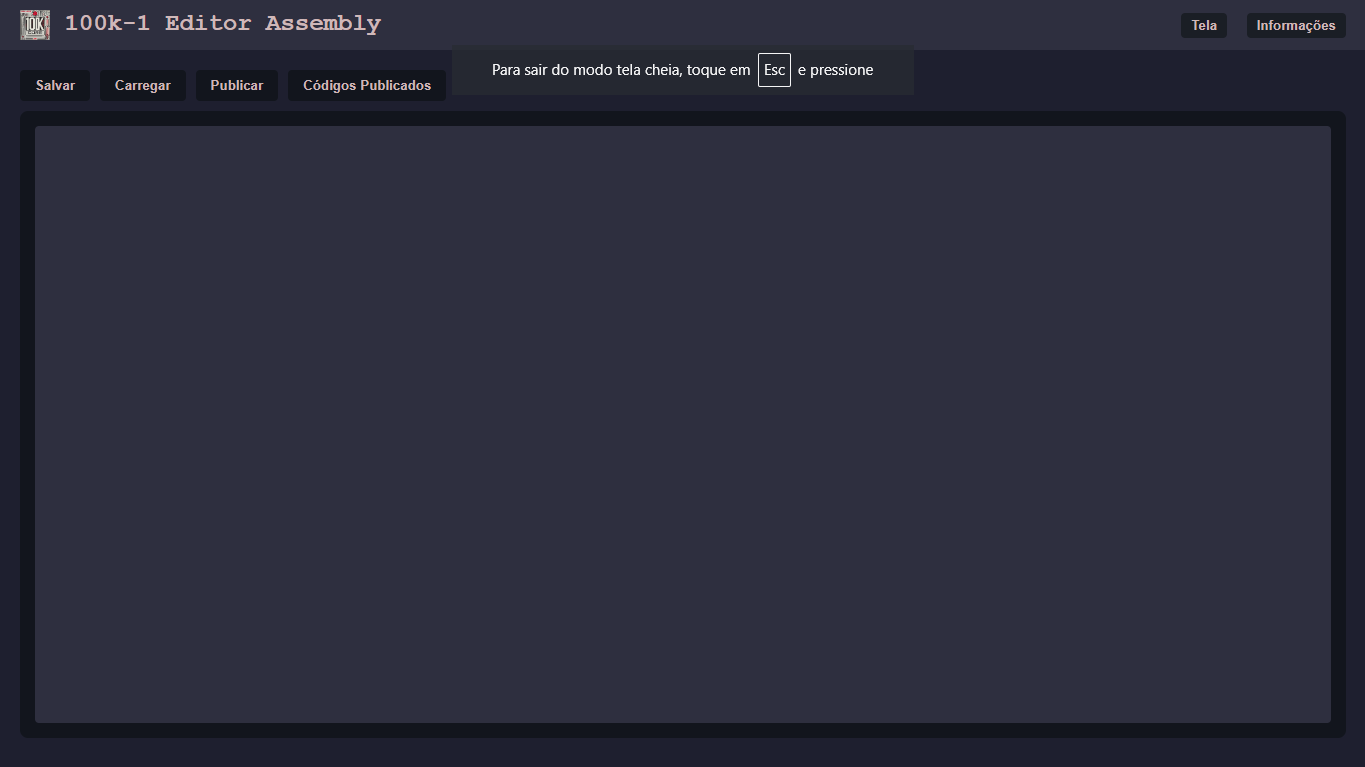 100k-1 Editor Assembly
Tela
Informações
Para sair do modo tela cheia, toque em Esc e pressione
Salvar
Carregar
Publicar
Códigos Publicados